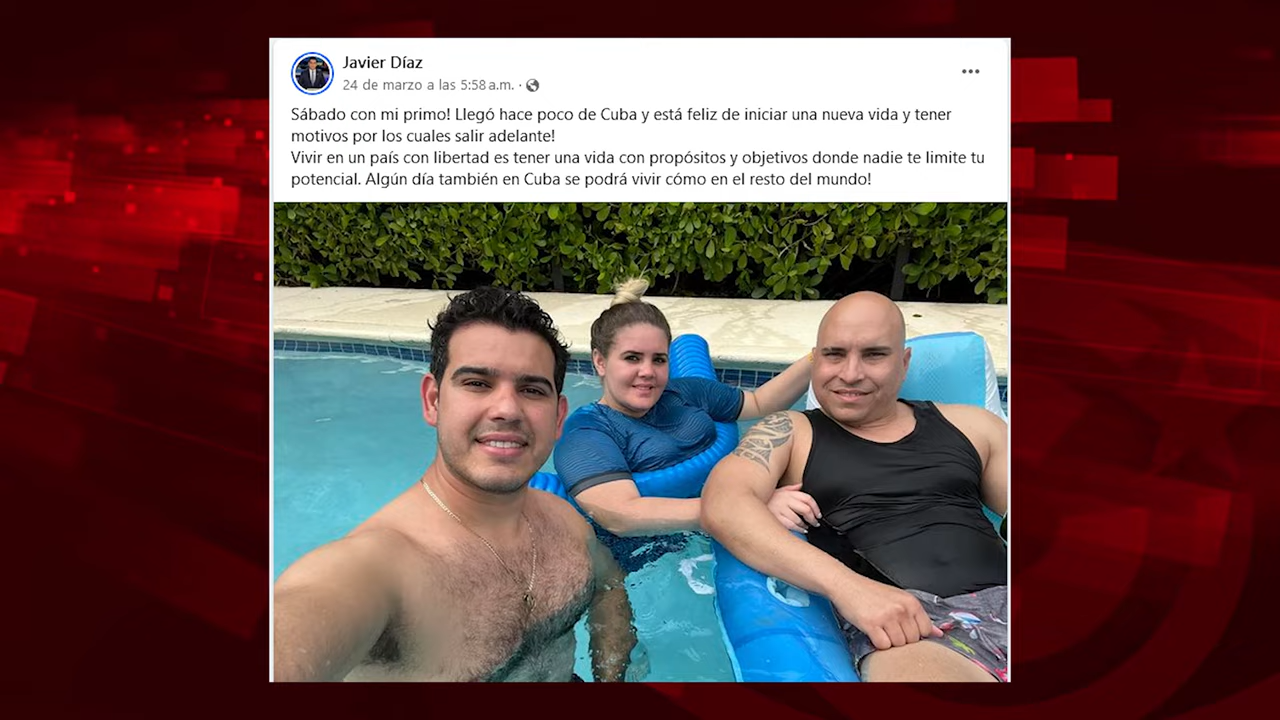 Javier Díaz
24 de marzo a las 5:58 a.m. ·
Sábado con mi primo! Llegó hace poco de Cuba y está feliz de iniciar una nueva vida y tener
motivos por los cuales salir adelante!
Vivir en un país con libertad es tener una vida con propósitos y objetivos donde nadie te limite tu
potencial. Algún día también en Cuba se podrá vivir cómo en el resto del mundo!